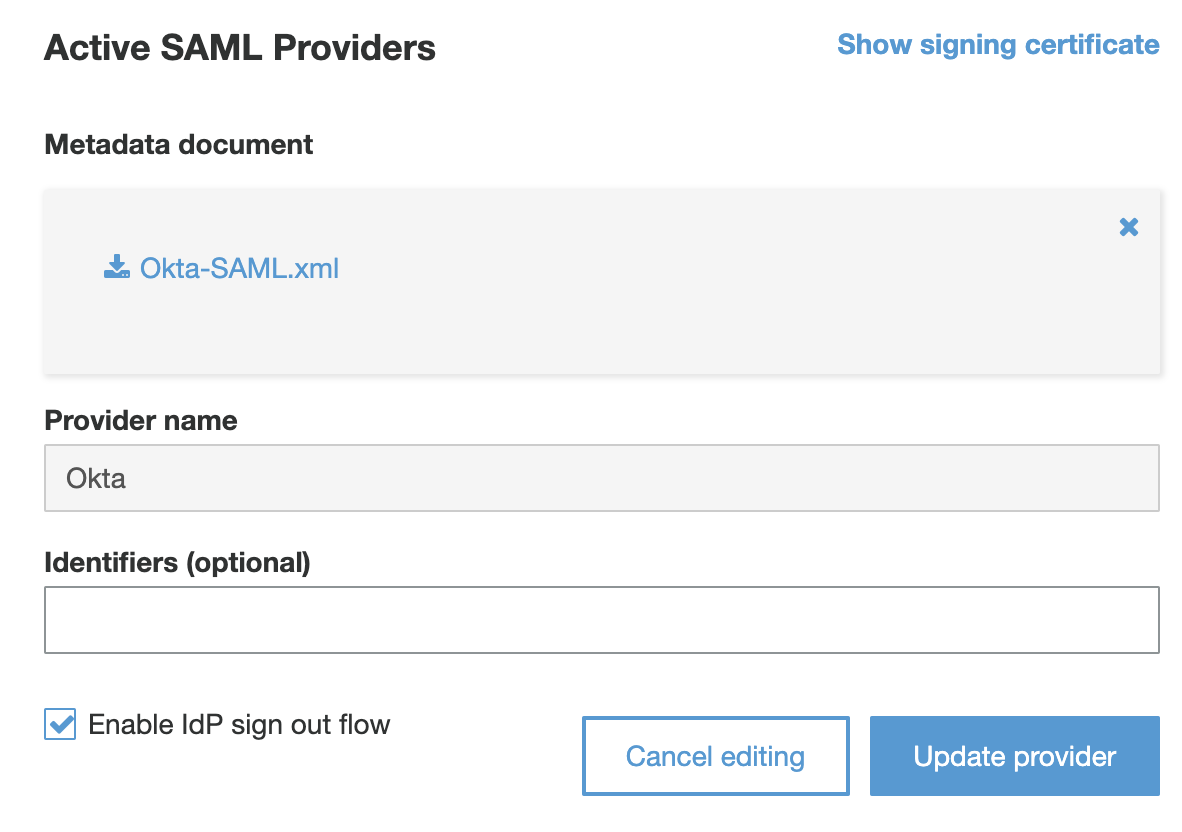 Active SAML Providers
Show signing certificate
Metadada document
Okta-SAML.xml
Provider name
Okta
Identifiers (optional)
Enable IdP sign out flow
Cancel editing
Update provider